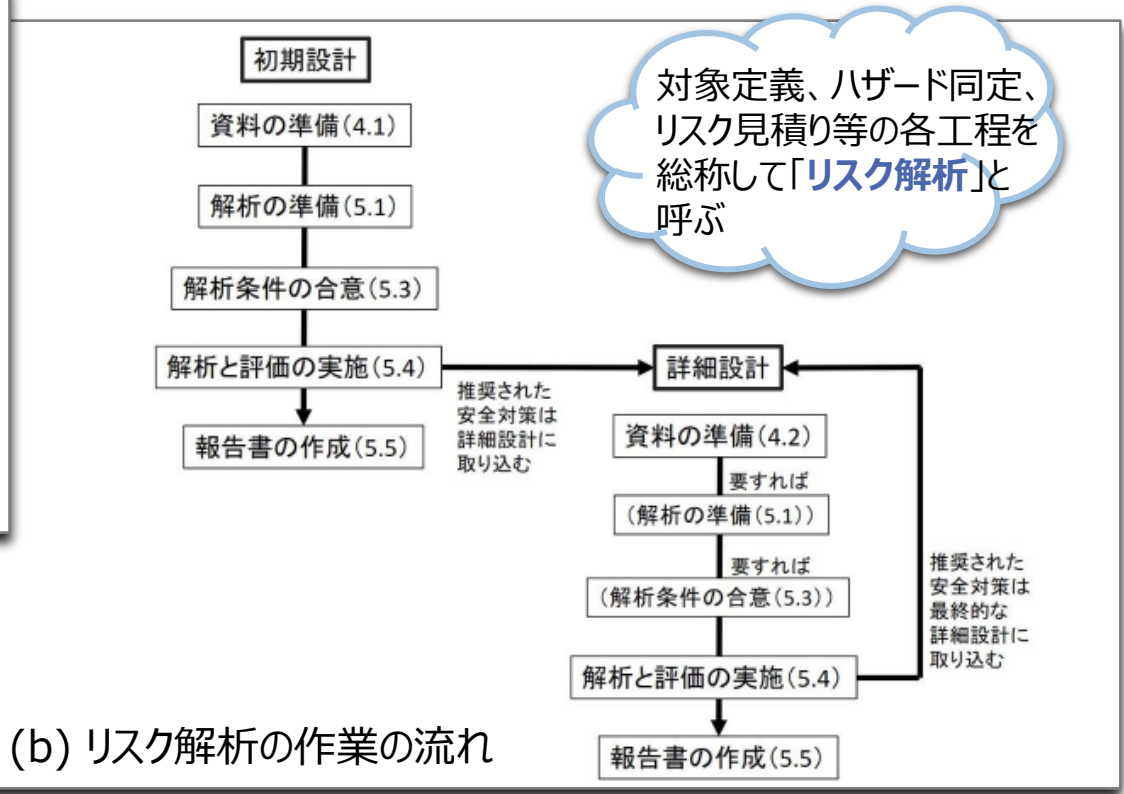 初期設計
資料の準備(4.1)
解析の準備(5.1)
解析条件の合意(5.3)
解析と評価の実施(5.4)
報告書の作成(5.5)
推奨された
安全対策は
詳細設計に
取り込む
対象定義、ハザード同定、
リスク見積り等の各工程を
総称して「リスク解析」と
呼ぶ
詳細設計
資料の準備(4.2)
要すれば
(解析の準備(5.1))
要すれば
(解析条件の合意(5.3))
解析と評価の実施(5.4)
報告書の作成(5.5)
推奨された
安全対策は
最終的な
詳細設計に
取り込む
(b) リスク解析の作業の流れ